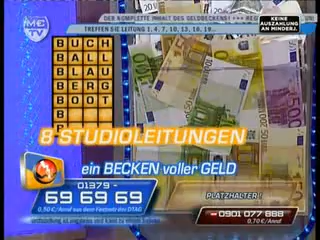 DER KOMPLETTE INHALT DES GELDBECKENS!
TREFFEN SIE LEITUNG 1, 4, 7, 10, 13, 16, 19...
KEINE
AUSZAHLUNG
AN MINDERJ.
TV
BUCH
BALL
BLAU
BERG
BOOT
B
B
B
8 STUDIOLEITUNGEN
ein BECKEN voller GELD
01379 -
69 69 69
0,50 €/Anruf aus dem Festnetz der DTAG
PLATZHALTER!
0901 077 888
0,70 €/Anruf